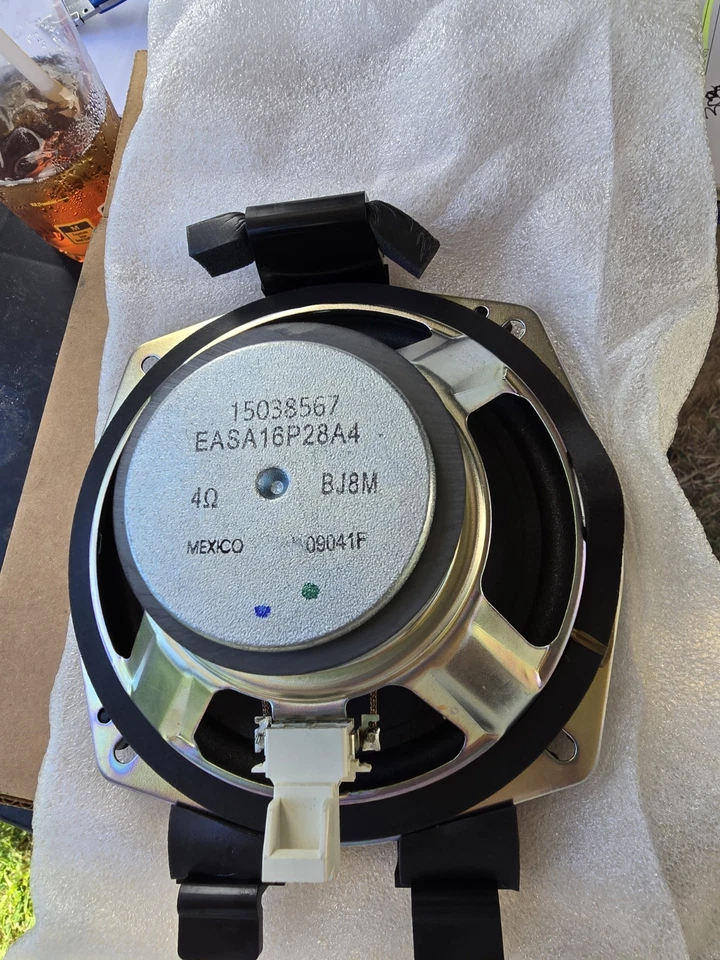 15038567
EASA16P28A4
4Ω BJ8M
MEXICO 09041F
M